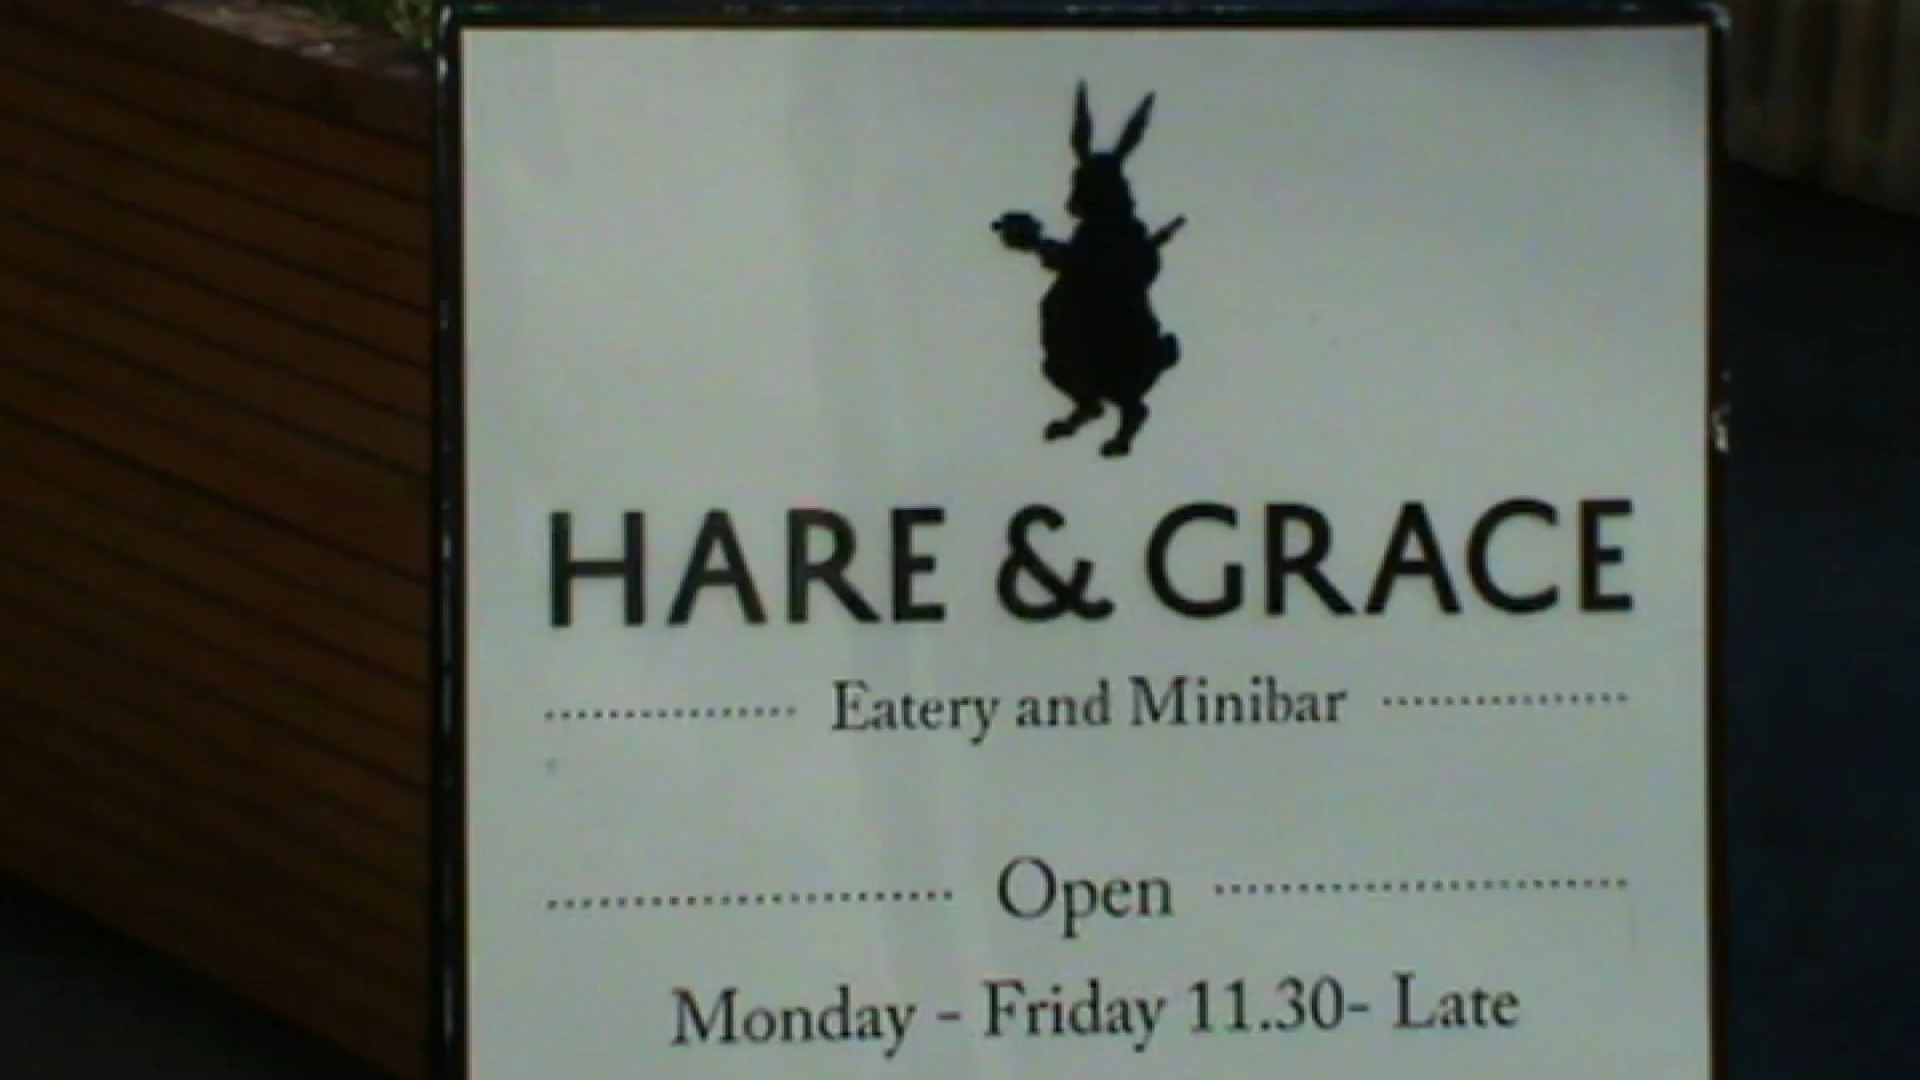 HARE & GRACE
Eatery and Minibar
Open
Monday - Friday 11.30- Late